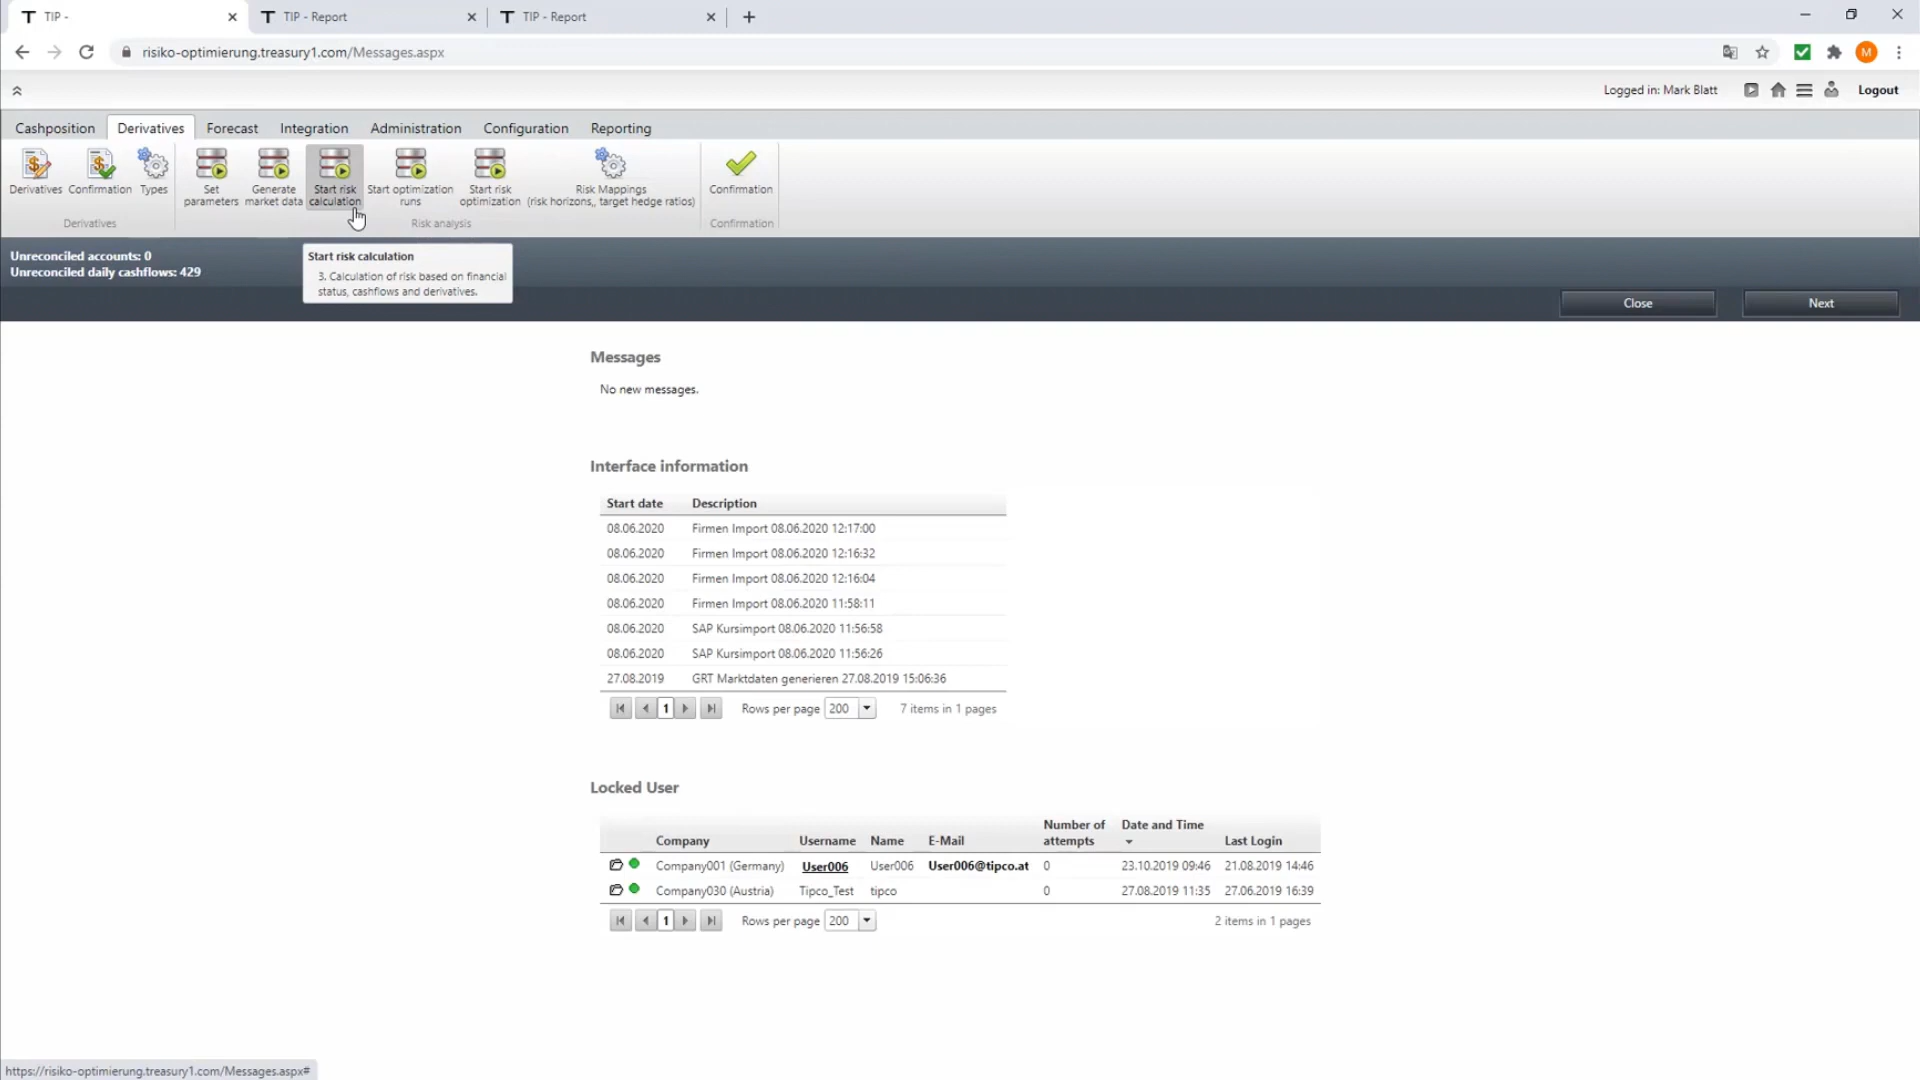 TIP -
TIP - Report
TIP - Report
risiko-optimierung.treasury1.com/Messages.aspx
M
Logged in: Mark Blatt
Logout
Cashposition Derivatives Forecast Integration Administration Configuration Reporting
Derivatives
Confirmation
Types
Set
parameters
Generate
market data
Start risk
calculation
Start optimization
runs
Start risk
optimization
Risk Mappings
(risk horizons,, target hedge ratios)
Confirmation
Derivatives
Risk analysis
Confirmation
Unreconciled accounts: 0
Unreconciled daily cashflows: 429
Start risk calculation
3. Calculation of risk based on financial
status, cashflows and derivatives.
Close
Next
Messages
No new messages.
Interface information
Start date Description
08.06.2020 Firmen Import 08.06.2020 12:17:00
08.06.2020 Firmen Import 08.06.2020 12:16:32
08.06.2020 Firmen Import 08.06.2020 12:16:04
08.06.2020 Firmen Import 08.06.2020 11:58:11
08.06.2020 SAP Kursimport 08.06.2020 11:56:58
08.06.2020 SAP Kursimport 08.06.2020 11:56:26
27.08.2019 GRT Marktdaten generieren 27.08.2019 15:06:36
1 Rows per page 200 7 items in 1 pages
Locked User
Company Username Name E-Mail Number of attempts Date and Time Last Login
Company001 (Germany) User006 User006 User006@tipco.at 0 23.10.2019 09:46 21.08.2019 14:46
Company030 (Austria) Tipco_Test tipco 0 27.08.2019 11:35 27.06.2019 16:39
1 Rows per page 200 2 items in 1 pages
https://risiko-optimierung.treasury1.com/Messages.aspx#